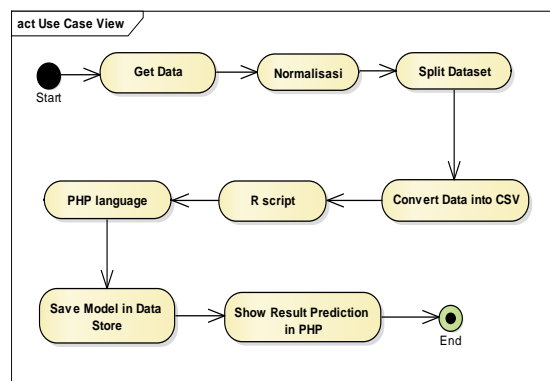 act Use Case View
Start
Get Data
Normalisasi
Split Dataset
PHP language
R script
Convert Data into CSV
Save Model in Data
Store
Show Result Prediction
in PHP
End